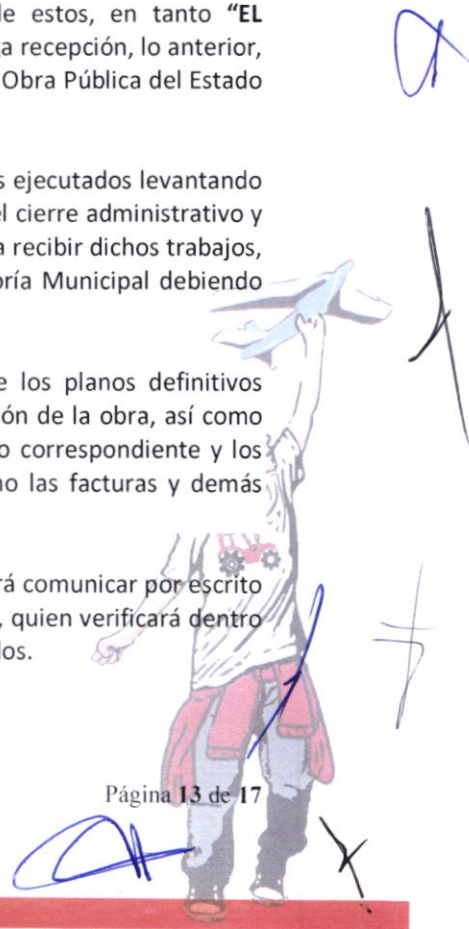 de estos, en tanto "EL
ga recepción, lo anterior,
Obra Pública del Estado
s ejecutados levantando
el cierre administrativo y
a recibir dichos trabajos,
oría Municipal debiendo
e los planos definitivos
ón de la obra, así como
o correspondiente y los
no las facturas y demás
rá comunicar por escrito
, quien verificará dentro
dos.
Página 13 de 17